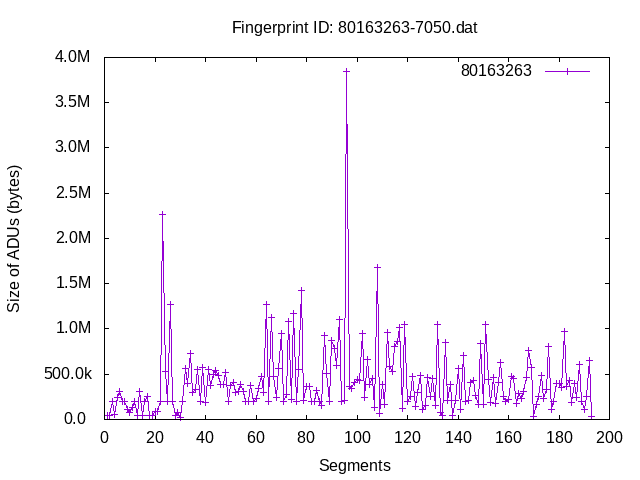 Fingerprint ID: 80163263-7050.dat
80163263
Size of ADUs (bytes)
4.0M
3.5M
3.0M
2.5M
2.0M
1.5M
1.0M
500.0k
0.0
0 20 40 60 80 100 120 140 160 180 200
Segments